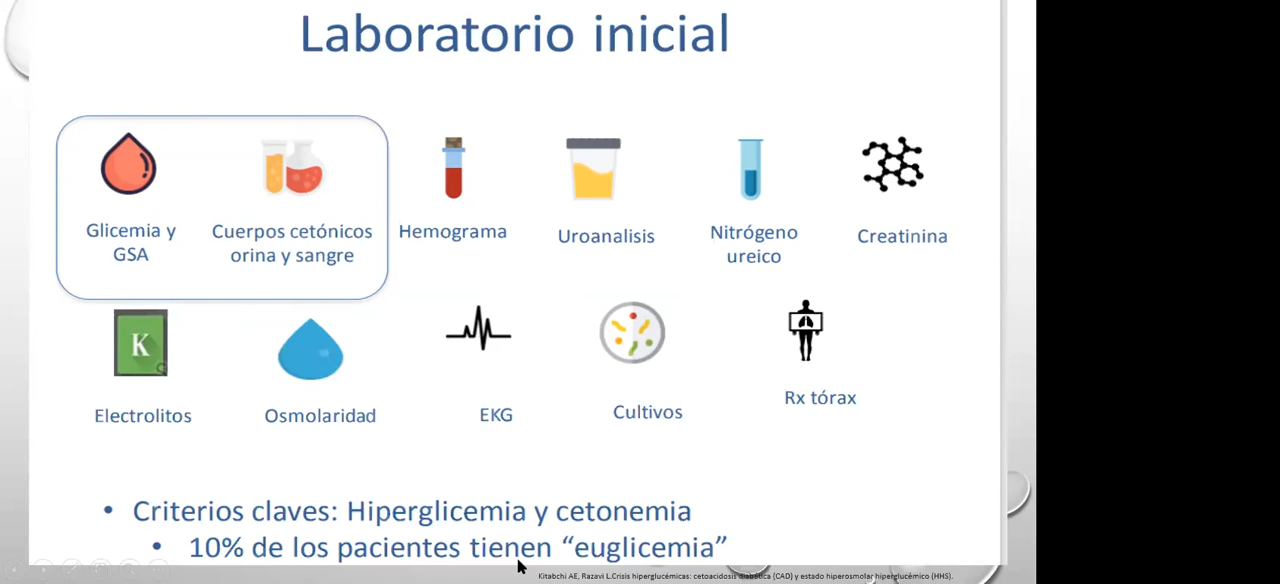 Laboratorio inicial
Glicemia y
GSA
Cuerpos cetónicos
orina y sangre
Hemograma
Uroanalisis
Nitrógeno
ureico
Creatinina
K
Electrolitos
Osmolaridad
EKG
Cultivos
Rx tórax
• Criterios claves: Hiperglicemia y cetonemia
• 10% de los pacientes tienen “euglicemia”
Kitabchi AE, Razavi L.Crisis hiperglucémicas: cetoacidosis diabética (CAD) y estado hiperosmolar hiperglucémico (HHS).